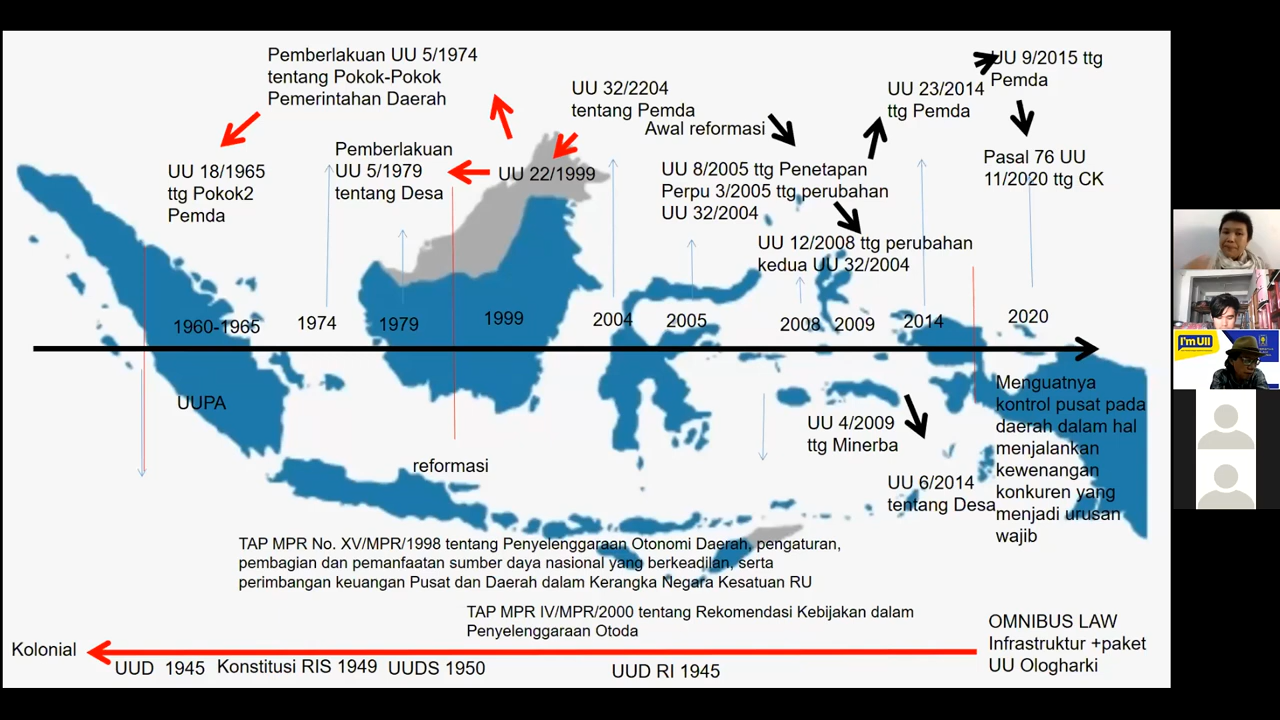 Pemberlakuan UU 5/1974
tentang Pokok-Pokok
Pemerintahan Daerah
UU 18/1965
ttg Pokok2
Pemda
Pemberlakuan
UU 5/1979
tentang Desa
UU 22/1999
UU 32/2204
tentang Pemda
Awal reformasi
UU 8/2005 ttg Penetapan
Perpu 3/2005 ttg perubahan
UU 32/2004
UU 12/2008 ttg perubahan
kedua UU 32/2004
UU 23/2014
ttg Pemda
UU 9/2015 ttg
Pemda
Pasal 76 UU
11/2020 ttg CK
1960-1965
1974
1979
1999
2004
2005
2008
2009
2014
2020
UUPA
reformasi
UU 4/2009
ttg Minerba
UU 6/2014
tentang Desa
Menguatnya
kontrol pusat pada
daerah dalam hal
menjalankan
kewenangan
konkuren yang
menjadi urusan
wajib
TAP MPR No. XV/MPR/1998 tentang Penyelenggaraan Otonomi Daerah, pengaturan,
pembagian dan pemanfaatan sumber daya nasional yang berkeadilan, serta
perimbangan keuangan Pusat dan Daerah dalam Kerangka Negara Kesatuan RU
TAP MPR IV/MPR/2000 tentang Rekomendasi Kebijakan dalam
Penyelenggaraan Otoda
OMNIBUS LAW
Infrastruktur +paket
UU Ologharki
Kolonial
UUD 1945
Konstitusi RIS 1949
UUDS 1950
UUD RI 1945
I'm UII